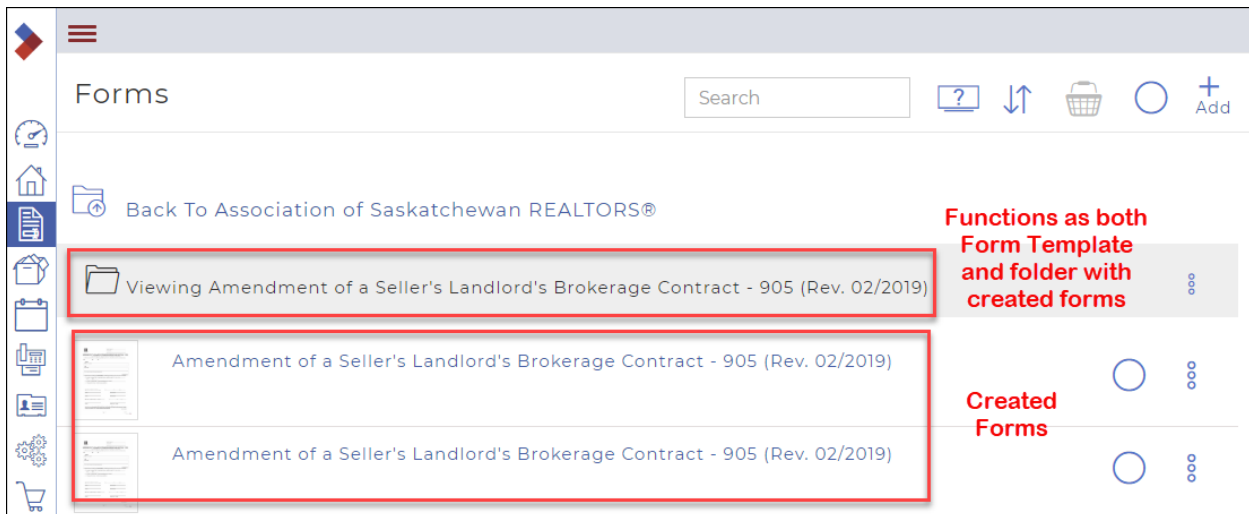 Forms
Search
?
Add
Back To Association of Saskatchewan REALTORS®
Functions as both
Form Template
and folder with
created forms
Viewing Amendment of a Seller's Landlord's Brokerage Contract - 905 (Rev. 02/2019)
Amendment of a Seller's Landlord's Brokerage Contract - 905 (Rev. 02/2019)
Created
Forms
Amendment of a Seller's Landlord's Brokerage Contract - 905 (Rev. 02/2019)